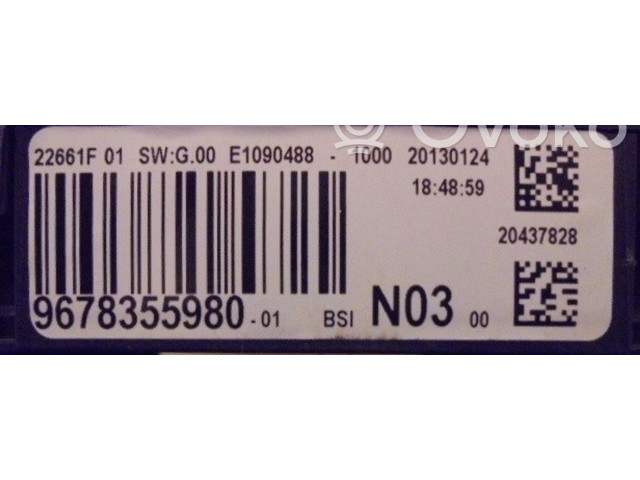 Ovoko
22661F 01 SW:G.00 E1090488 - 1000 20130124
18:48:59
20437828
9678355980-01 BSI N03 00